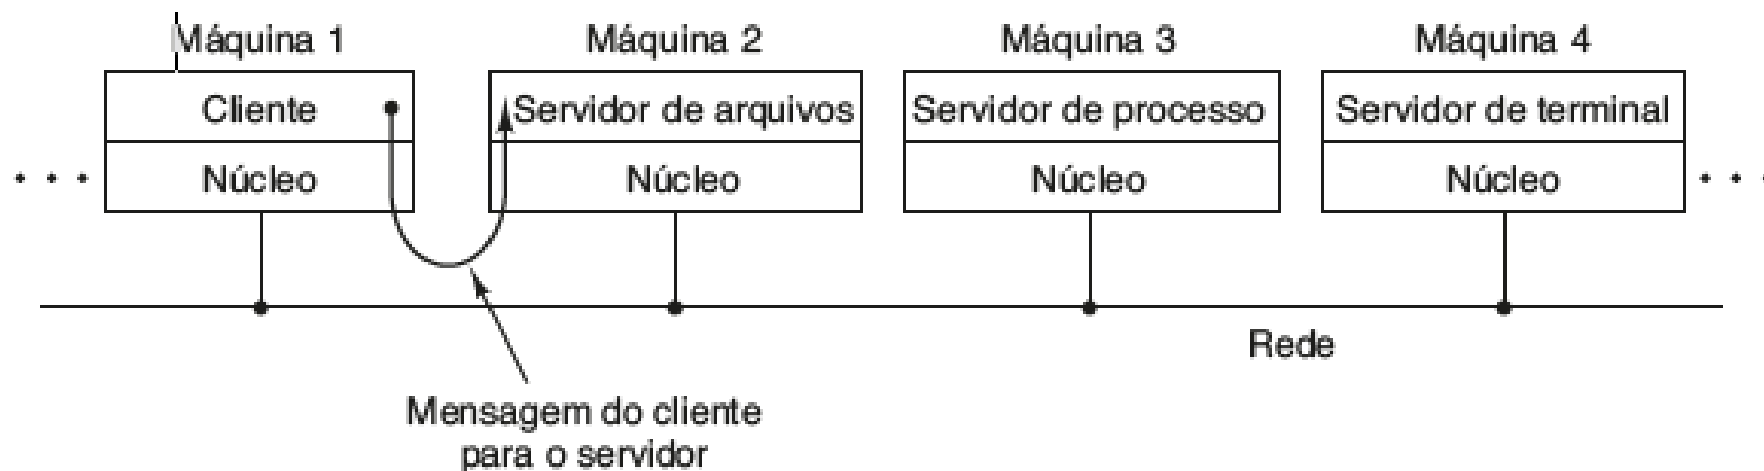 Máquina 1
Máquina 2
Máquina 3
Máquina 4
Cliente
Servidor de arquivos
Servidor de processo
Servidor de terminal
Núcleo
Núcleo
Núcleo
Núcleo
Rede
Mensagem do cliente
para o servidor